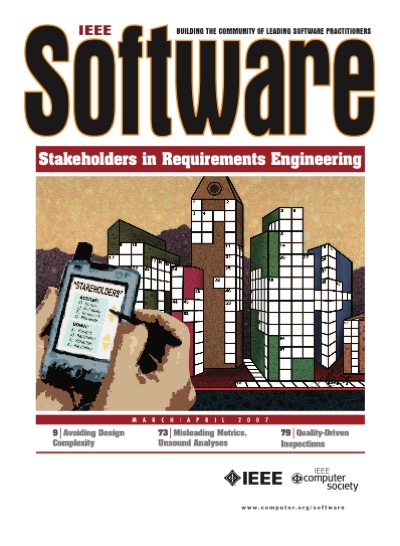 IEEE
BUILDING THE COMMUNITY OF LEADING SOFTWARE PRACTITIONERS
Software
Stakeholders in Requirements Engineering
"STAKEHOLDERS"
ACROSS:
DOWN:
MARCH/APRIL 2007
9 | Avoiding Design
Complexity
73 | Misleading Metrics,
Unsound Analyses
79 | Quality-Driven
Inspections
IEEE
IEEE
computer
society
www.computer.org/software